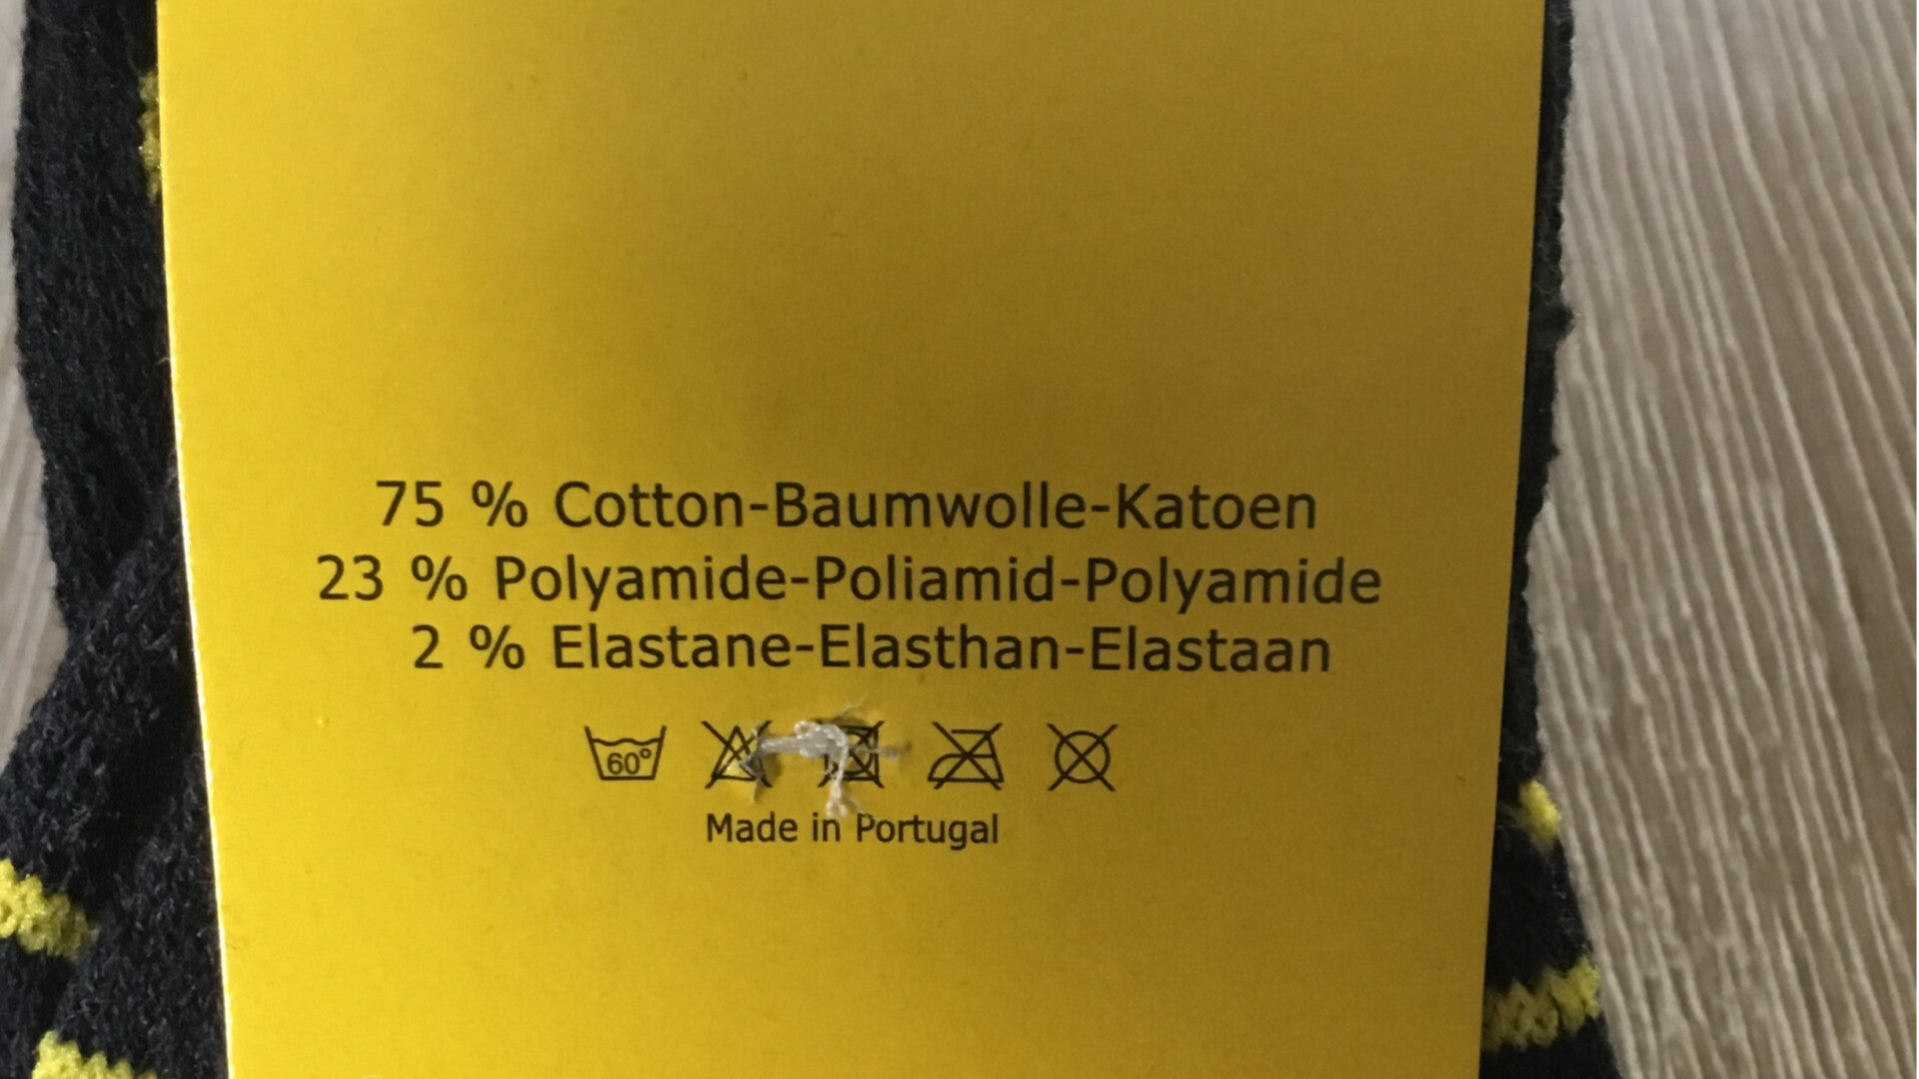 75 % Cotton-Baumwolle-Katoen
23 % Polyamide-Poliamid-Polyamide
2 % Elastane-Elasthan-Elastaan
60°
Made in Portugal